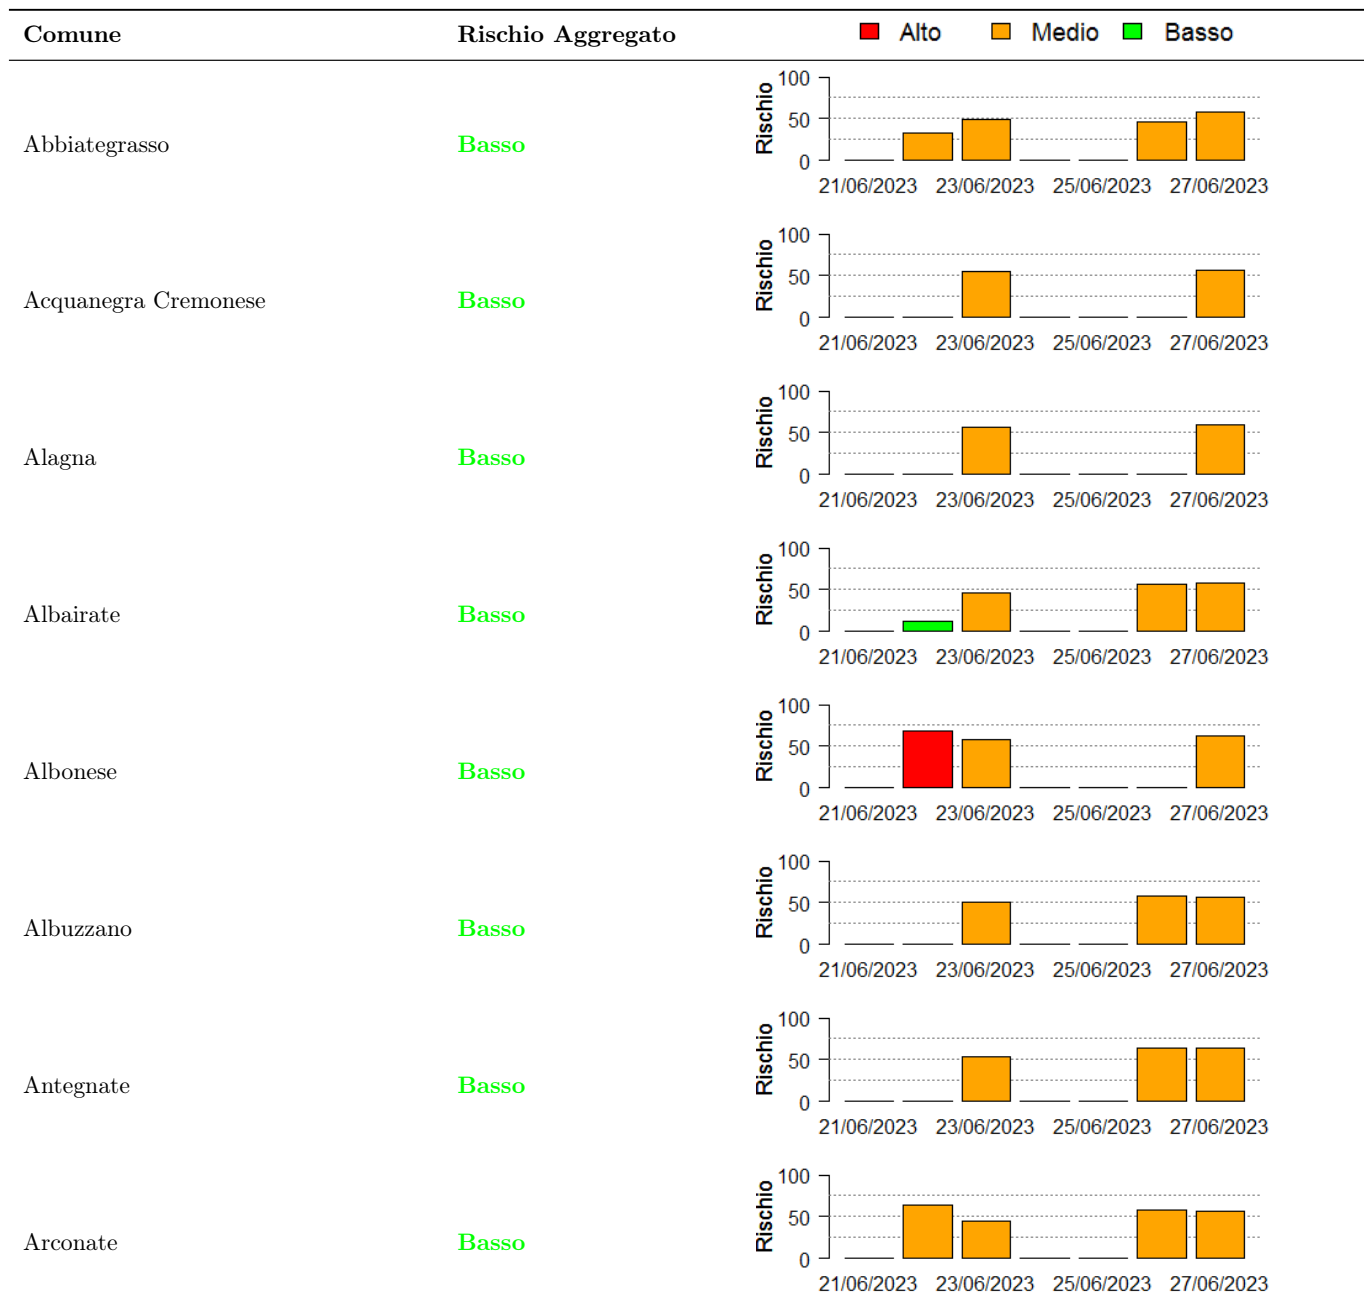 Comune Rischio Aggregato Alto Medio Basso
Abbiategrasso Basso Rischio 100 50 0
21/06/2023 23/06/2023 25/06/2023 27/06/2023
Acquanegra Cremonese Basso Rischio 100 50 0
21/06/2023 23/06/2023 25/06/2023 27/06/2023
Alagna Basso Rischio 100 50 0
21/06/2023 23/06/2023 25/06/2023 27/06/2023
Albairate Basso Rischio 100 50 0
21/06/2023 23/06/2023 25/06/2023 27/06/2023
Albonese Basso Rischio 100 50 0
21/06/2023 23/06/2023 25/06/2023 27/06/2023
Albuzzano Basso Rischio 100 50 0
21/06/2023 23/06/2023 25/06/2023 27/06/2023
Antegnate Basso Rischio 100 50 0
21/06/2023 23/06/2023 25/06/2023 27/06/2023
Arconate Basso Rischio 100 50 0
21/06/2023 23/06/2023 25/06/2023 27/06/2023